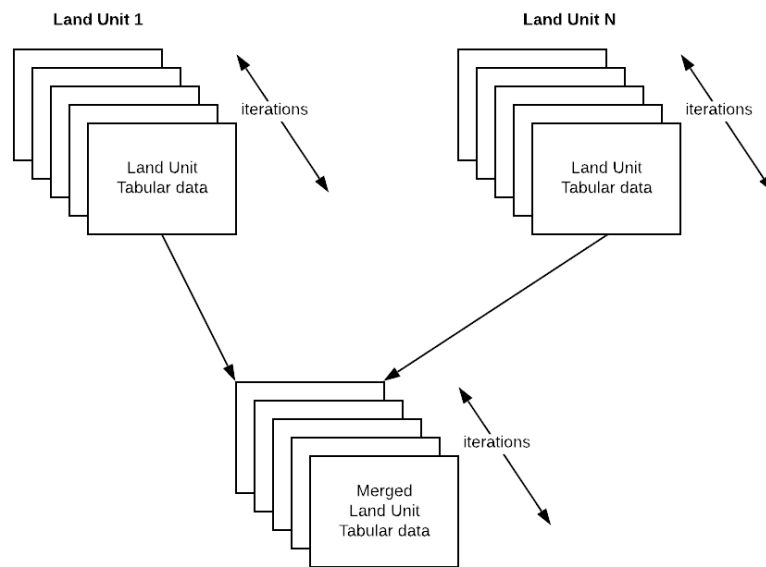 Land Unit 1
Land Unit N
iterations
iterations
Land Unit
Tabular data
Land Unit
Tabular data
iterations
Merged
Land Unit
Tabular data